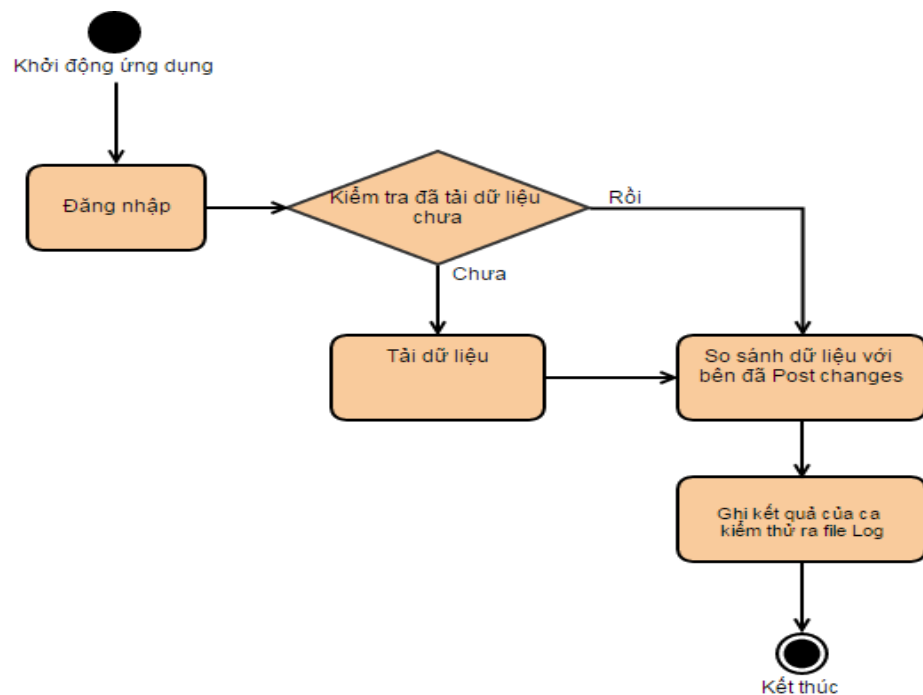 Khởi động ứng dụng
Đăng nhập
Kiểm tra đã tải dữ liệu
chưa
Rồi
Chưa
Tải dữ liệu
So sánh dữ liệu với
bên đã Post changes
Ghi kết quả của ca
kiểm thử ra file Log
Kết thúc